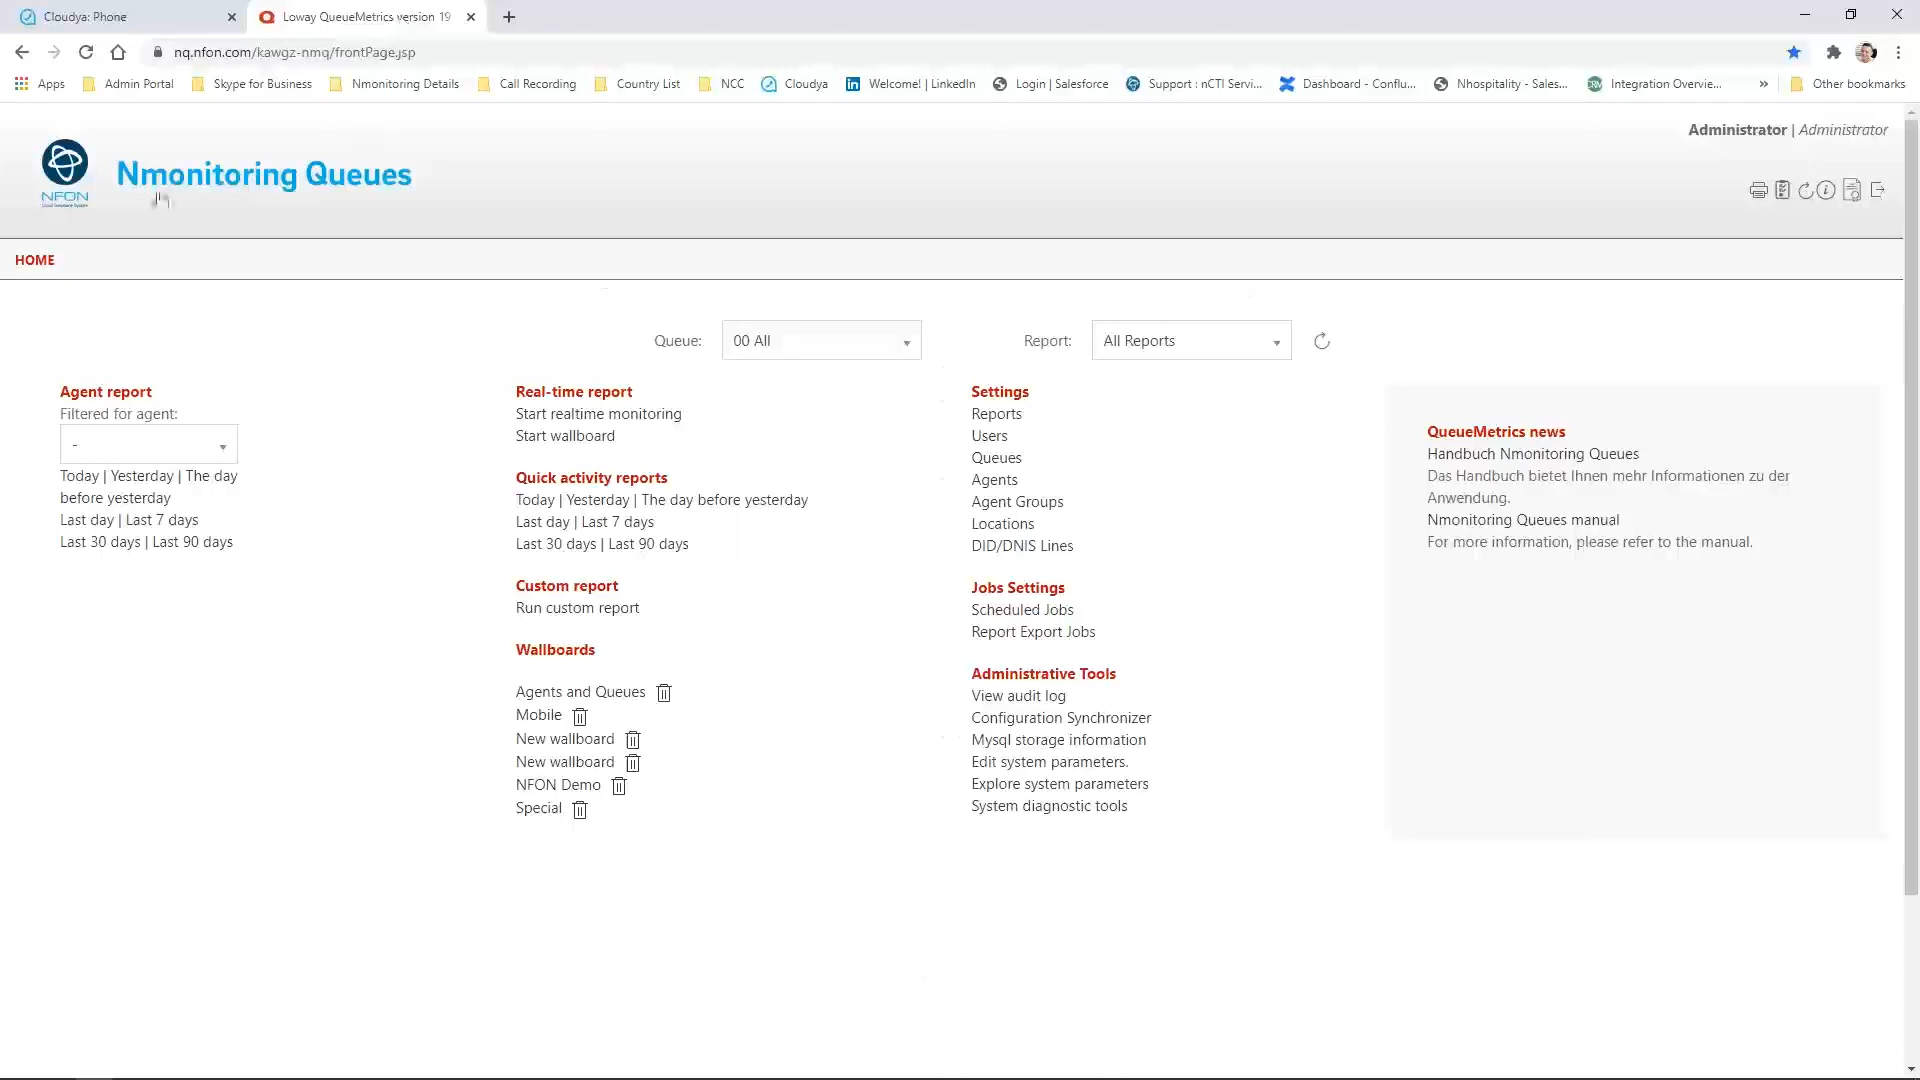 Cloudya: Phone
Loway QueueMetrics version 19
nq.nfon.com/kawgz-nmq/frontPage.jsp
Apps
Admin Portal
Skype for Business
Nmonitoring Details
Call Recording
Country List
NCC
Cloudya
Welcome! | LinkedIn
Login | Salesforce
Support : nCTI Servi...
Dashboard - Conflu...
Nhospitality - Sales...
Integration Overvie...
Other bookmarks
Administrator | Administrator
NFON
Nmonitoring Queues
HOME
Queue:
00 All
Report:
All Reports
Agent report
Filtered for agent:
-
Today | Yesterday | The day
before yesterday
Last day | Last 7 days
Last 30 days | Last 90 days
Real-time report
Start realtime monitoring
Start wallboard
Quick activity reports
Today | Yesterday | The day before yesterday
Last day | Last 7 days
Last 30 days | Last 90 days
Custom report
Run custom report
Wallboards
Agents and Queues
Mobile
New wallboard
New wallboard
NFON Demo
Special
Settings
Reports
Users
Queues
Agents
Agent Groups
Locations
DID/DNIS Lines
Jobs Settings
Scheduled Jobs
Report Export Jobs
Administrative Tools
View audit log
Configuration Synchronizer
Mysql storage information
Edit system parameters.
Explore system parameters
System diagnostic tools
QueueMetrics news
Handbuch Nmonitoring Queues
Das Handbuch bietet Ihnen mehr Informationen zu der
Anwendung.
Nmonitoring Queues manual
For more information, please refer to the manual.